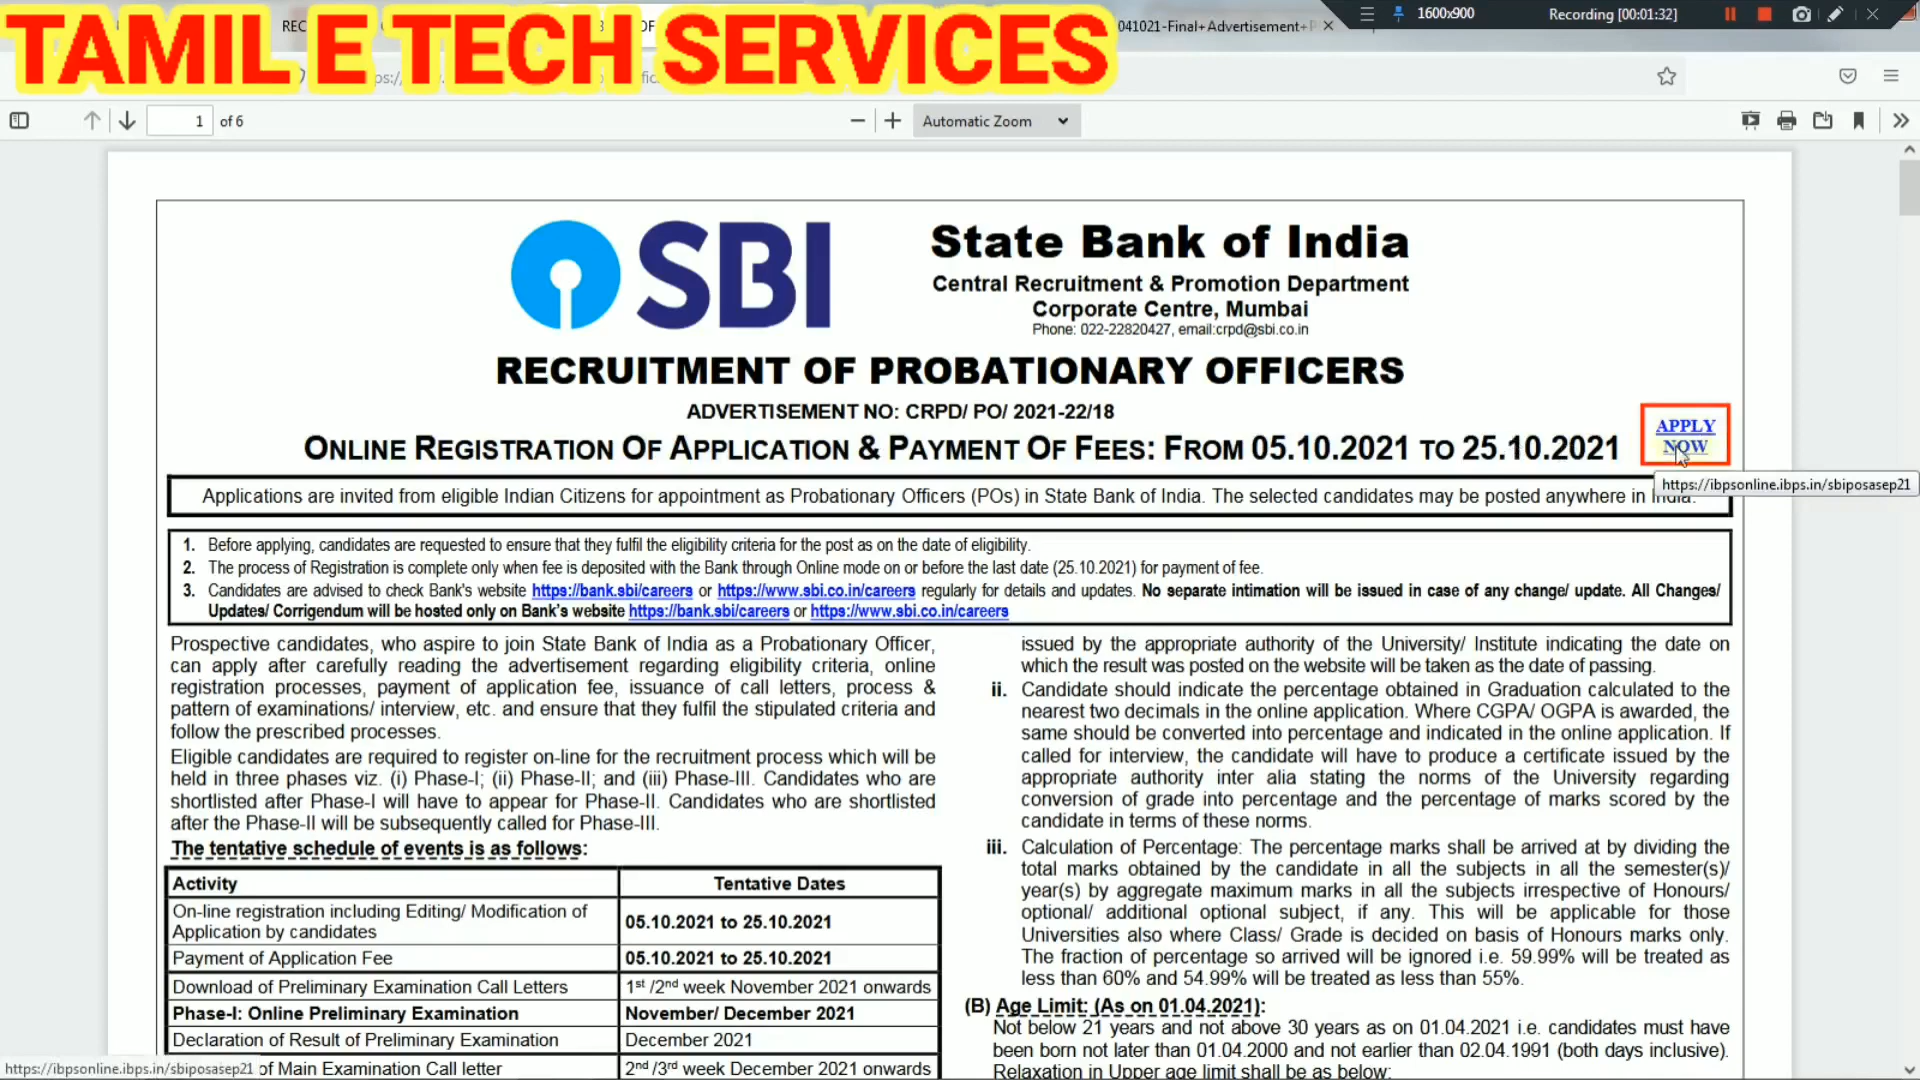 TAMIL E TECH SERVICES
REC
041021-Final+Advertisement+P
1600x900
Recording [00:01:32]
1 of 6
Automatic Zoom
SBI
State Bank of India
Central Recruitment & Promotion Department
Corporate Centre, Mumbai
Phone: 022-22820427, email:crpd@sbi.co.in
RECRUITMENT OF PROBATIONARY OFFICERS
ADVERTISEMENT NO: CRPD/ PO/ 2021-22/18
ONLINE REGISTRATION OF APPLICATION & PAYMENT OF FEES: FROM 05.10.2021 TO 25.10.2021
APPLY
NOW
https://ibpsonline.ibps.in/sbiposasep21
Applications are invited from eligible Indian Citizens for appointment as Probationary Officers (POs) in State Bank of India. The selected candidates may be posted anywhere in India.
1. Before applying, candidates are requested to ensure that they fulfil the eligibility criteria for the post as on the date of eligibility.
2. The process of Registration is complete only when fee is deposited with the Bank through Online mode on or before the last date (25.10.2021) for payment of fee.
3. Candidates are advised to check Bank's website https://bank.sbi/careers or https://www.sbi.co.in/careers regularly for details and updates. No separate intimation will be issued in case of any change/ update. All Changes/
Updates/ Corrigendum will be hosted only on Bank's website https://bank.sbi/careers or https://www.sbi.co.in/careers
Prospective candidates, who aspire to join State Bank of India as a Probationary Officer,
can apply after carefully reading the advertisement regarding eligibility criteria, online
registration processes, payment of application fee, issuance of call letters, process &
pattern of examinations/ interview, etc. and ensure that they fulfil the stipulated criteria and
follow the prescribed processes.
Eligible candidates are required to register on-line for the recruitment process which will be
held in three phases viz. (i) Phase-I; (ii) Phase-II; and (iii) Phase-III. Candidates who are
shortlisted after Phase-I will have to appear for Phase-II. Candidates who are shortlisted
after the Phase-II will be subsequently called for Phase-III.
The tentative schedule of events is as follows:
Activity Tentative Dates
On-line registration including Editing/ Modification of
Application by candidates 05.10.2021 to 25.10.2021
Payment of Application Fee 05.10.2021 to 25.10.2021
Download of Preliminary Examination Call Letters 1st /2nd week November 2021 onwards
Phase-I: Online Preliminary Examination November/ December 2021
Declaration of Result of Preliminary Examination December 2021
of Main Examination Call letter 2nd /3rd week December 2021 onwards
issued by the appropriate authority of the University/ Institute indicating the date on
which the result was posted on the website will be taken as the date of passing.
ii. Candidate should indicate the percentage obtained in Graduation calculated to the
nearest two decimals in the online application. Where CGPA/ OGPA is awarded, the
same should be converted into percentage and indicated in the online application. If
called for interview, the candidate will have to produce a certificate issued by the
appropriate authority inter alia stating the norms of the University regarding
conversion of grade into percentage and the percentage of marks scored by the
candidate in terms of these norms.
iii. Calculation of Percentage: The percentage marks shall be arrived at by dividing the
total marks obtained by the candidate in all the subjects in all the semester(s)/
year(s) by aggregate maximum marks in all the subjects irrespective of Honours/
optional/ additional optional subject, if any. This will be applicable for those
Universities also where Class/ Grade is decided on basis of Honours marks only.
The fraction of percentage so arrived will be ignored i.e. 59.99% will be treated as
less than 60% and 54.99% will be treated as less than 55%.
(B) Age Limit: (As on 01.04.2021):
Not below 21 years and not above 30 years as on 01.04.2021 i.e. candidates must have
been born not later than 01.04.2000 and not earlier than 02.04.1991 (both days inclusive).
Relaxation in Upper age limit shall be as below:
https://ibpsonline.ibps.in/sbiposasep21